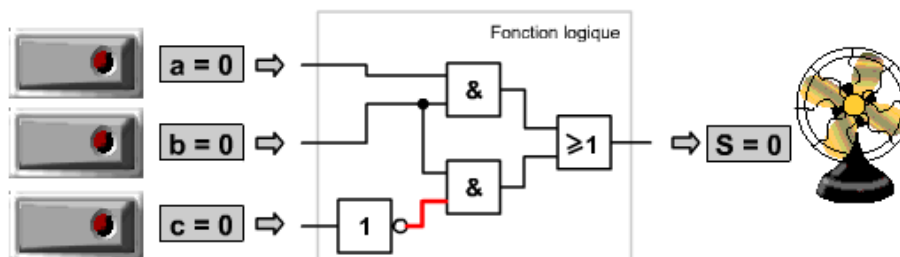 Fonction logique
a = 0
&
b = 0
≥1
S = 0
&
c = 0
1